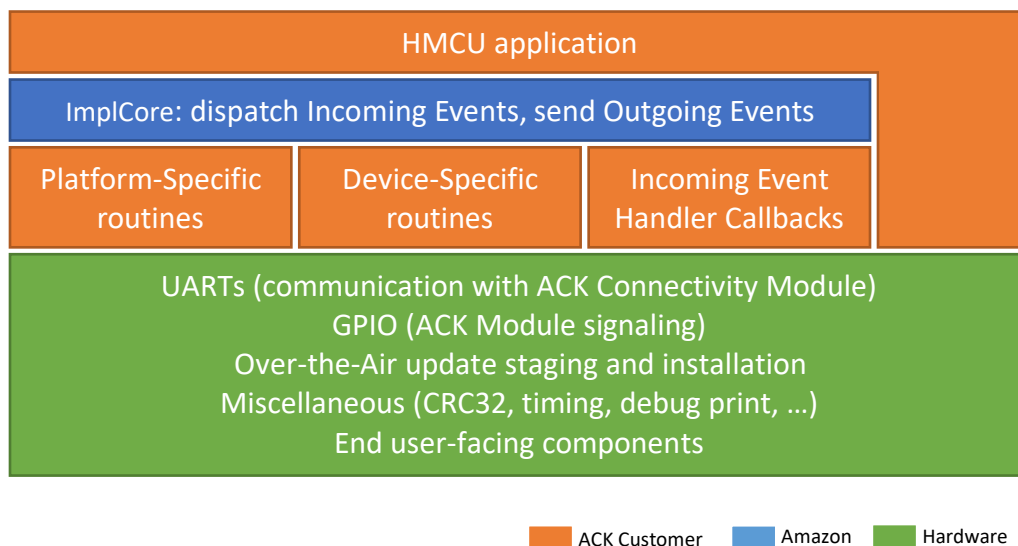 HMCU application
ImplCore: dispatch Incoming Events, send Outgoing Events
Platform-Specific
routines
Device-Specific
routines
Incoming Event
Handler Callbacks
UARTs (communication with ACK Connectivity Module)
GPIO (ACK Module signaling)
Over-the-Air update staging and installation
Miscellaneous (CRC32, timing, debug print, …)
End user-facing components
ACK Customer
Amazon
Hardware